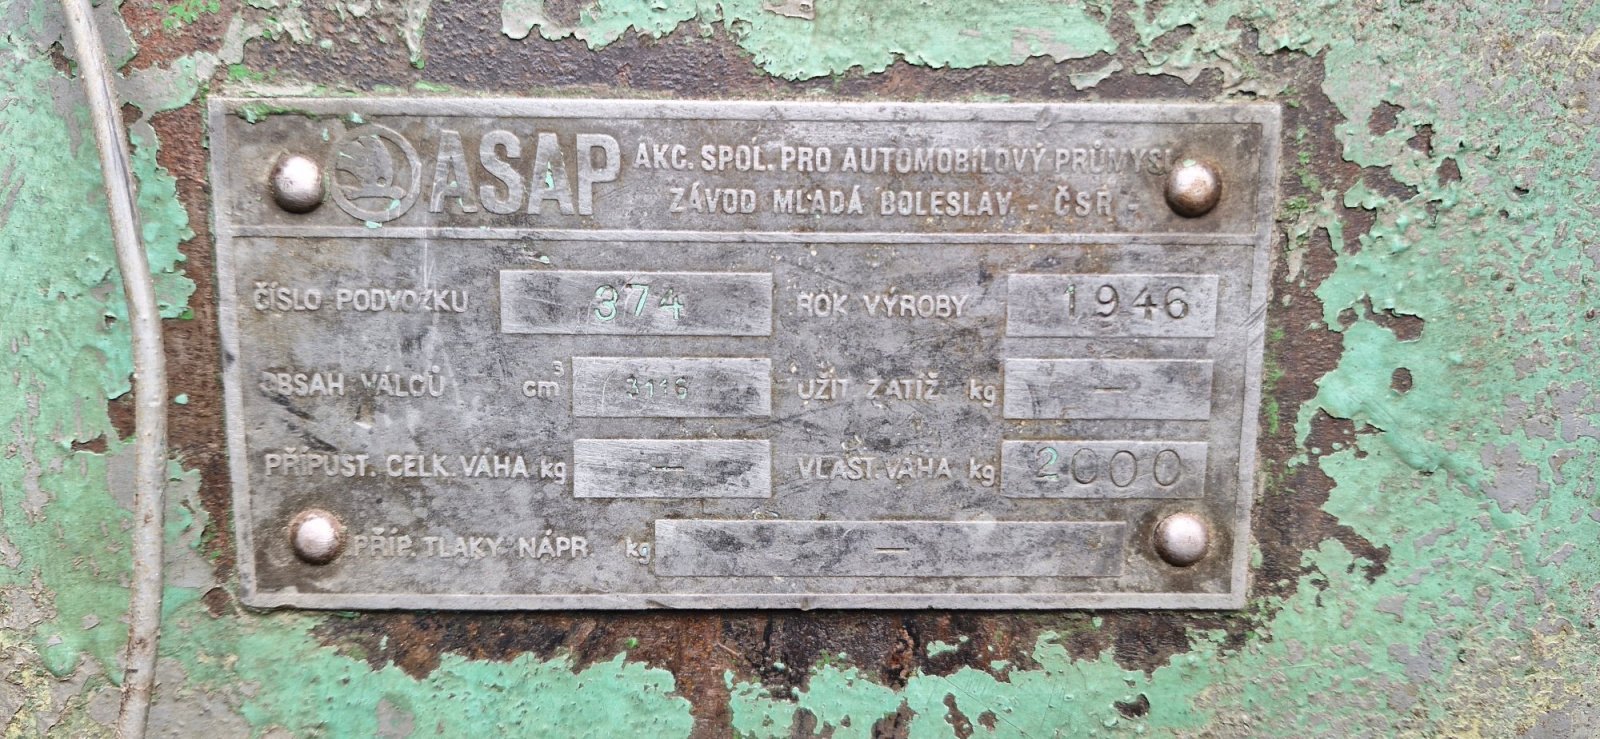 ASAP AKC. SPOL. PRO AUTOMOBILOVÝ PRŮMYSL
ZÁVOD MLADÁ BOLESLAV - ČSR -
ČÍSLO PODVOZKU 374 ROK VÝROBY 1946
OBSAH VÁLCŮ cm³ 3116 UŽIT ZATÍŽ kg —
PŘÍPUST. CELK. VÁHA kg — VLAST. VÁHA kg 2000
PŘÍP. TLAKY NÁPR. kg —